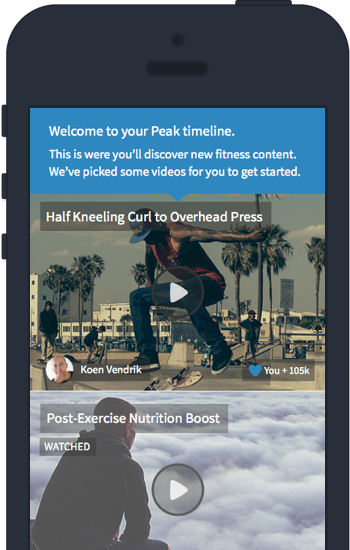 Welcome to your Peak timeline.
This is were you'll discover new fitness content.
We've picked some videos for you to get started.
Half Kneeling Curl to Overhead Press
Koen Vendrik
You + 105k
Post-Exercise Nutrition Boost
WATCHED